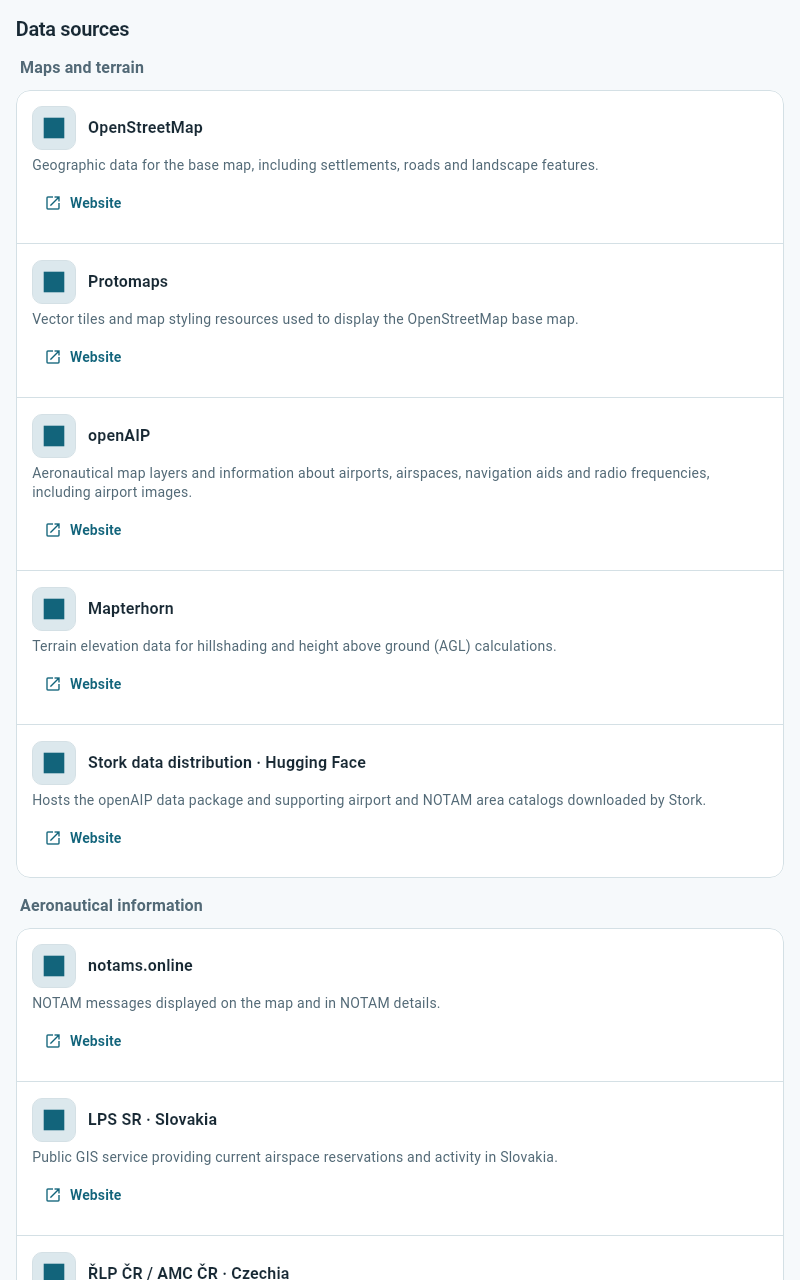 Data sources
Maps and terrain
OpenStreetMap
Geographic data for the base map, including settlements, roads and landscape features.
Website
Protomaps
Vector tiles and map styling resources used to display the OpenStreetMap base map.
Website
openAIP
Aeronautical map layers and information about airports, airspaces, navigation aids and radio frequencies,
including airport images.
Website
Mapterhorn
Terrain elevation data for hillshading and height above ground (AGL) calculations.
Website
Stork data distribution · Hugging Face
Hosts the openAIP data package and supporting airport and NOTAM area catalogs downloaded by Stork.
Website
Aeronautical information
notams.online
NOTAM messages displayed on the map and in NOTAM details.
Website
LPS SR · Slovakia
Public GIS service providing current airspace reservations and activity in Slovakia.
Website
ŘLP ČR / AMC ČR · Czechia